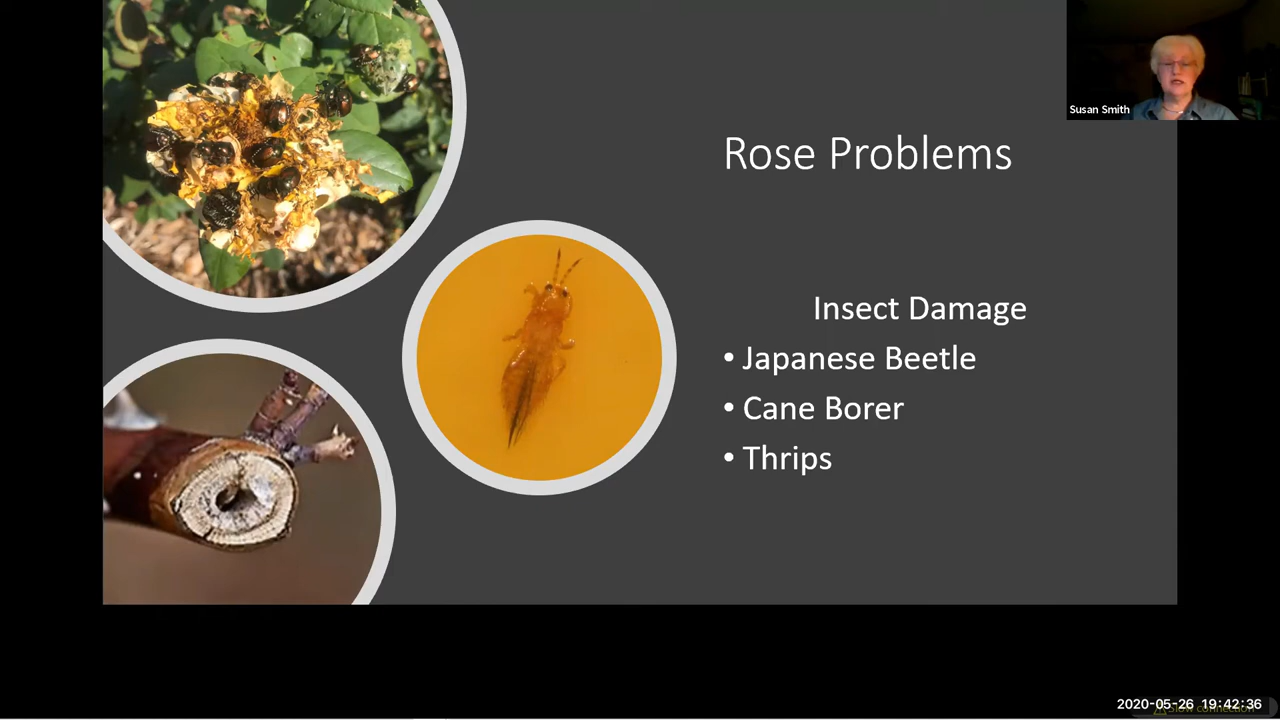 Susan Smith
Rose Problems
Insect Damage
• Japanese Beetle
• Cane Borer
• Thrips
2020-05-26 19:42:36